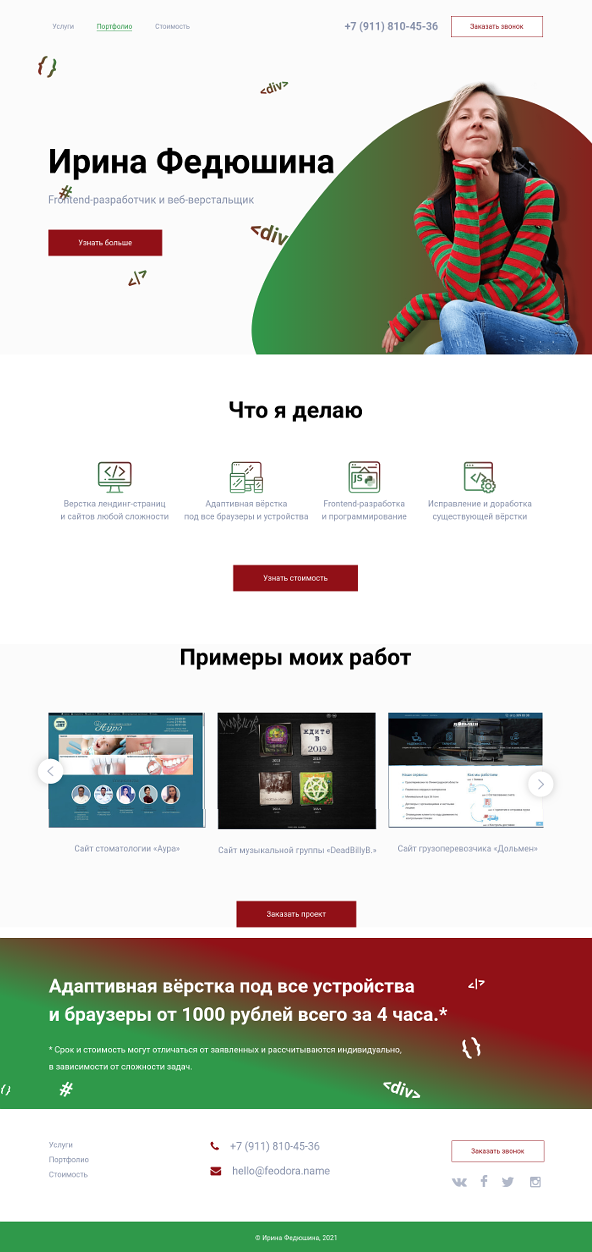 Услуги
Портфолио
Стоимость
+7 (911) 810-45-36
Заказать звонок
{}
<div>
Ирина Федюшина
#
Frontend-разработчик и веб-верстальщик
<div
Узнать больше
</>
Что я делаю
</>
JS
</>
Верстка лендинг-страниц
и сайтов любой сложности
Адаптивная вёрстка
под все браузеры и устройства
Frontend-разработка
и программирование
Исправление и доработка
существующей вёрстки
Узнать стоимость
Примеры моих работ
Аура
ждите
в
2019
Сайт стоматологии «Аура»
Сайт музыкальной группы «DeadBillyB.»
Сайт грузоперевозчика «Дольмен»
Заказать проект
Адаптивная вёрстка под все устройства
и браузеры от 1000 рублей всего за 4 часа.*
</>
* Срок и стоимость могут отличаться от заявленных и рассчитываются индивидуально,
в зависимости от сложности задач.
{}
{}
#
<div>
Услуги
Портфолио
Стоимость
+7 (911) 810-45-36
hello@feodora.name
Заказать звонок
© Ирина Федюшина, 2021